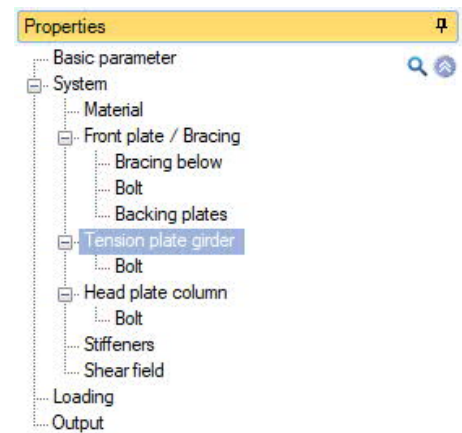 Properties
Basic parameter
System
Material
Front plate / Bracing
Bracing below
Bolt
Backing plates
Tension plate girder
Bolt
Head plate column
Bolt
Stiffeners
Shear field
Loading
Output